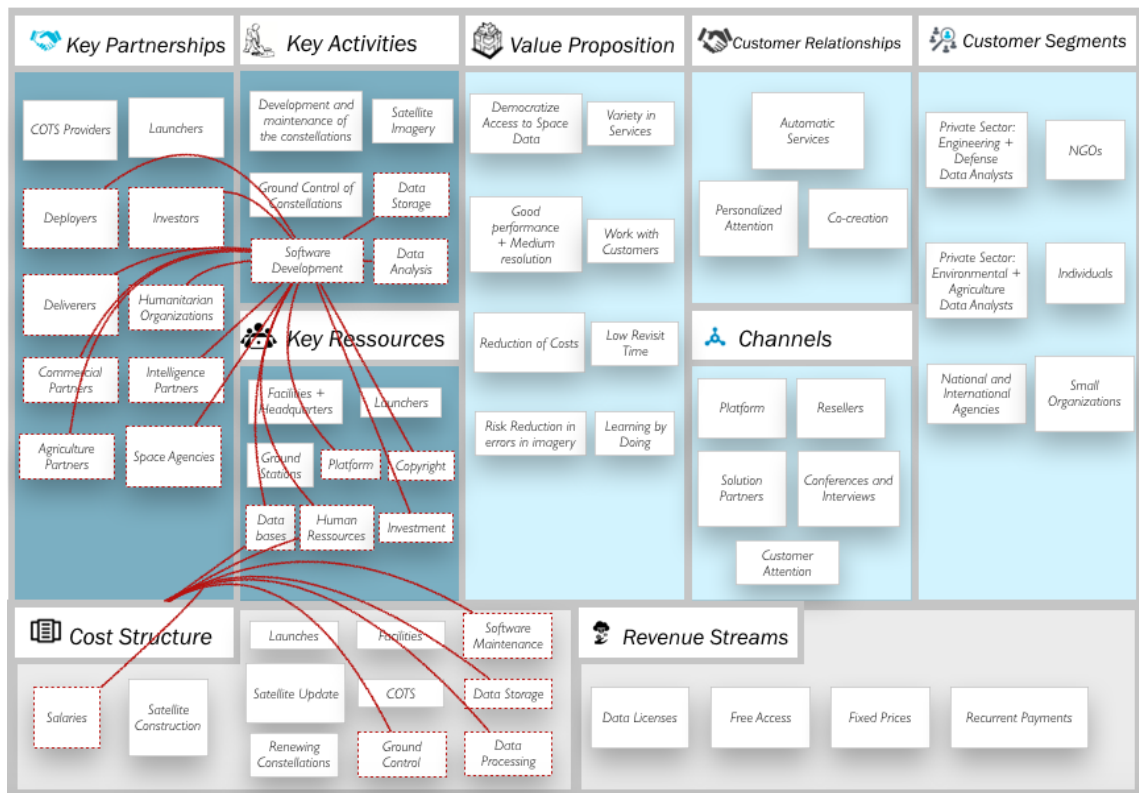 Key Partnerships
COTS Providers
Launchers
Deployers
Investors
Deliverers
Humanitarian
Organizations
Commercial
Partners
Intelligence
Partners
Agriculture
Partners
Space Agencies
Key Activities
Development and
maintenance of
the constellations
Satellite
Imagery
Ground Control of
Constellations
Data
Storage
Software
Development
Data
Analysis
Key Ressources
Facilities +
Headquarters
Launchers
Ground
Stations
Platform
Copyright
Data
bases
Human
Ressources
Investment
Value Proposition
Democratize
Access to Space
Data
Variety in
Services
Good
performance
+ Medium
resolution
Work with
Customers
Reduction of Costs
Low Revisit
Time
Risk Reduction in
errors in imagery
Learning by
Doing
Customer Relationships
Automatic
Services
Personalized
Attention
Co-creation
Channels
Platform
Resellers
Solution
Partners
Conferences and
Interviews
Customer
Attention
Customer Segments
Private Sector:
Engineering +
Defense
Data Analysts
NGOs
Private Sector:
Environmental +
Agriculture
Data Analysts
Individuals
National and
International
Agencies
Small
Organizations
Cost Structure
Salaries
Satellite
Construction
Launches
Facilities
Software
Maintenance
Satellite Update
COTS
Data Storage
Renewing
Constellations
Ground
Control
Data
Processing
Revenue Streams
Data Licenses
Free Access
Fixed Prices
Recurrent Payments